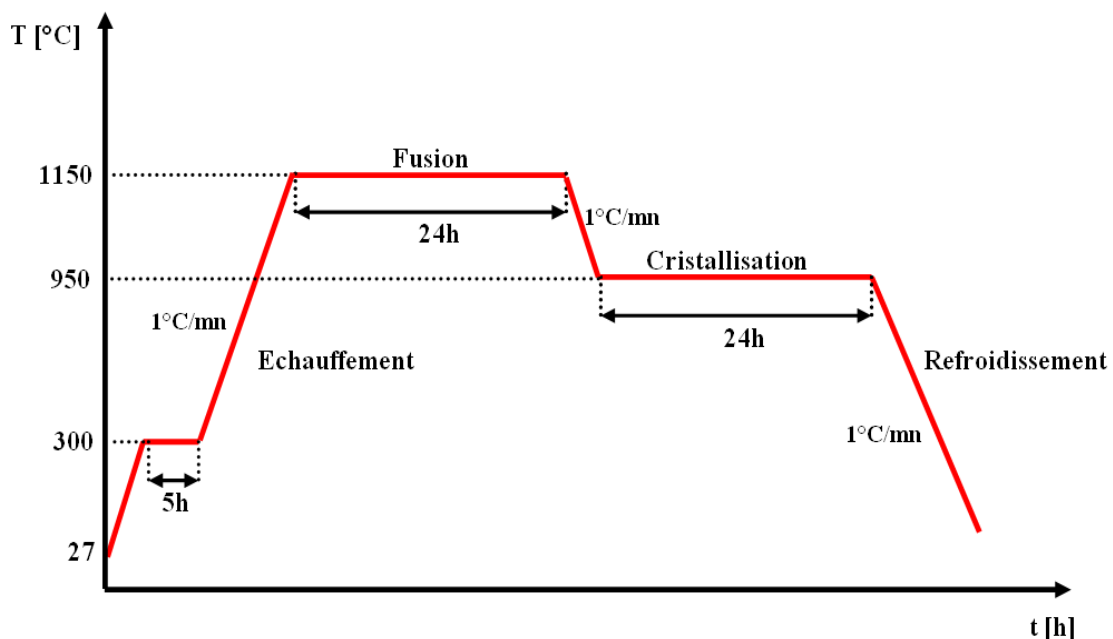 T [°C]
Fusion
1150
24h
1°C/mn
Cristallisation
950
1°C/mn
24h
Echauffement
Refroidissement
300
1°C/mn
5h
27
t [h]